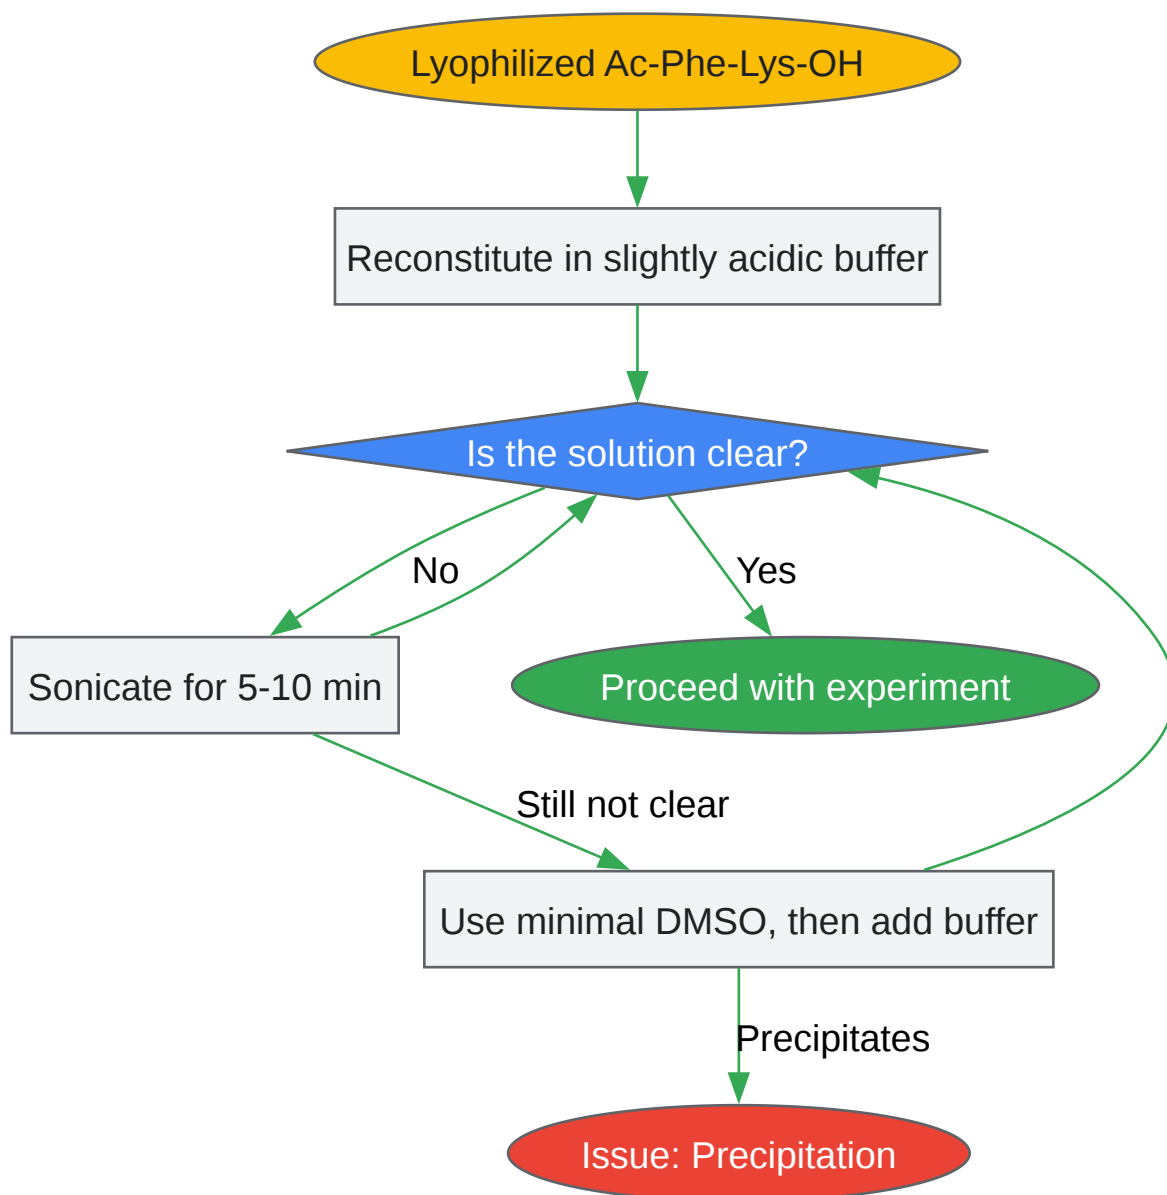 Lyophilized Ac-Phe-Lys-OH
Reconstitute in slightly acidic buffer
Is the solution clear?
No
Yes
Sonicate for 5-10 min
Proceed with experiment
Still not clear
Use minimal DMSO, then add buffer
Precipitates
Issue: Precipitation